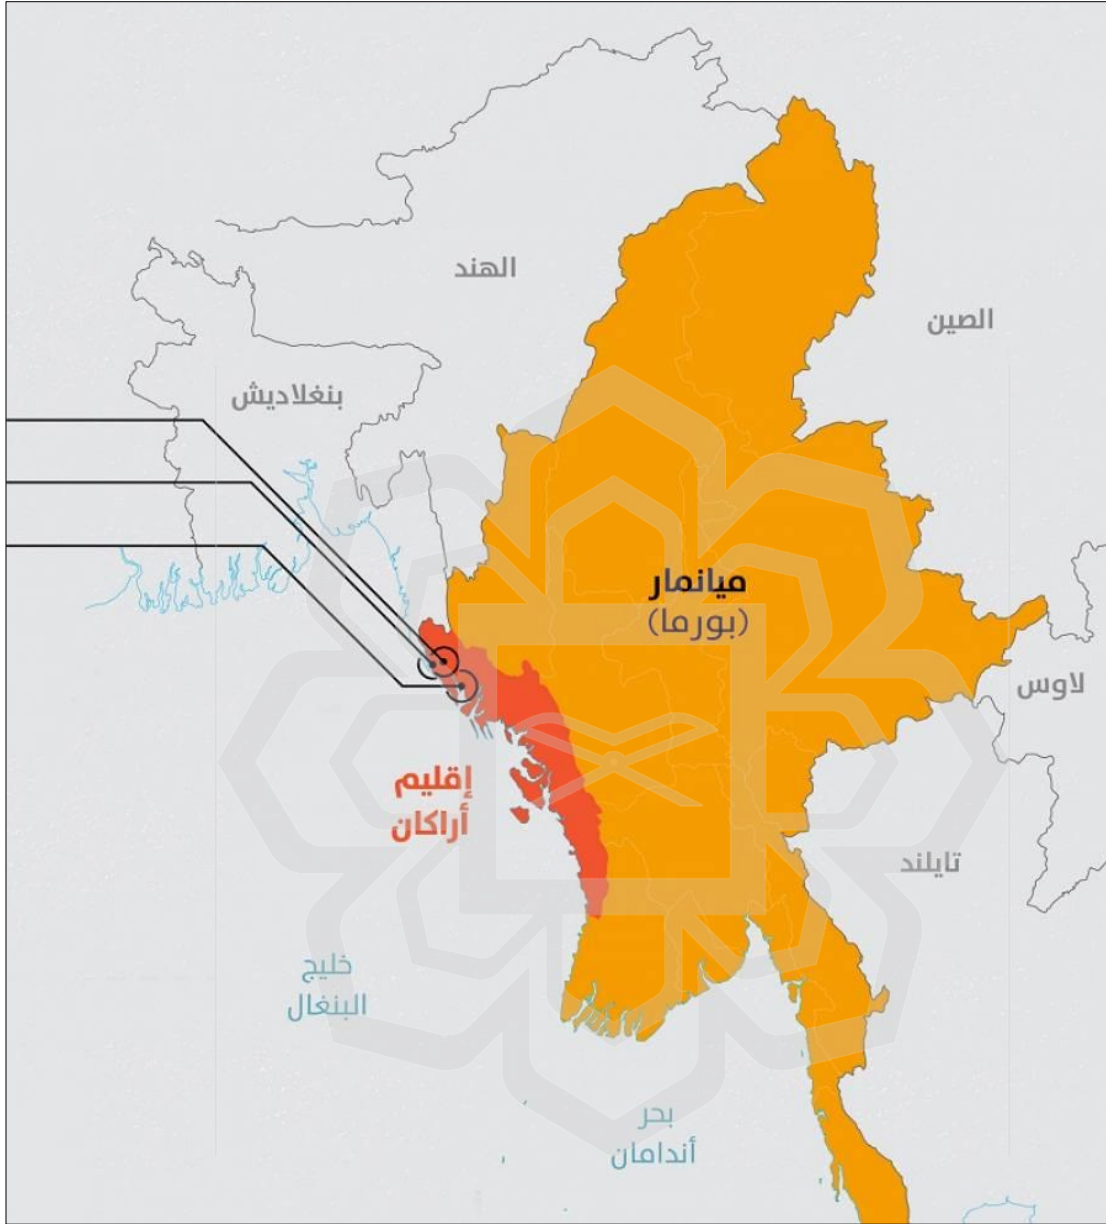 الهند
الصين
بنغلاديش
ميانمار
(بورما)
لاوس
إقليم
أراكان
تايلند
خليج
البنغال
بحر
أندامان